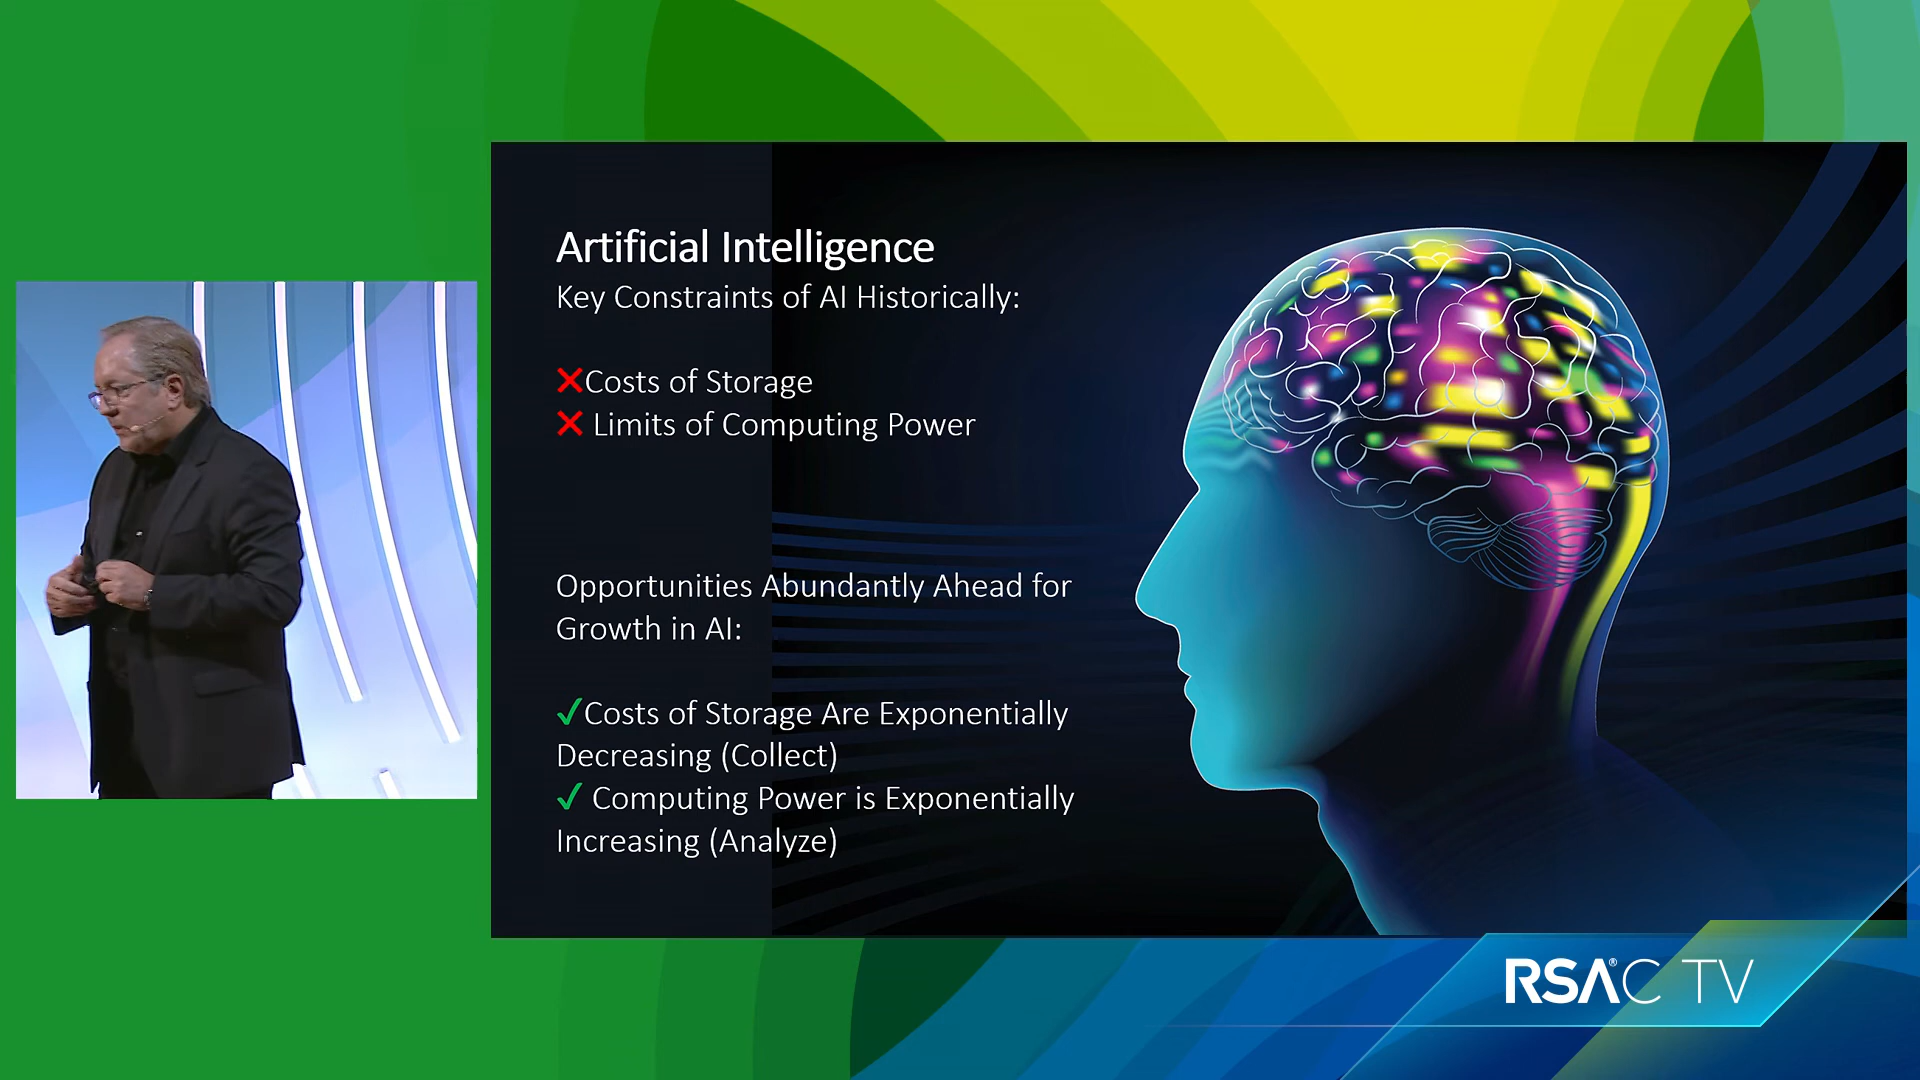 Artificial Intelligence
Key Constraints of AI Historically:
❌Costs of Storage
❌ Limits of Computing Power
Opportunities Abundantly Ahead for
Growth in AI:
✓Costs of Storage Are Exponentially
Decreasing (Collect)
✓ Computing Power is Exponentially
Increasing (Analyze)
RSA®C TV